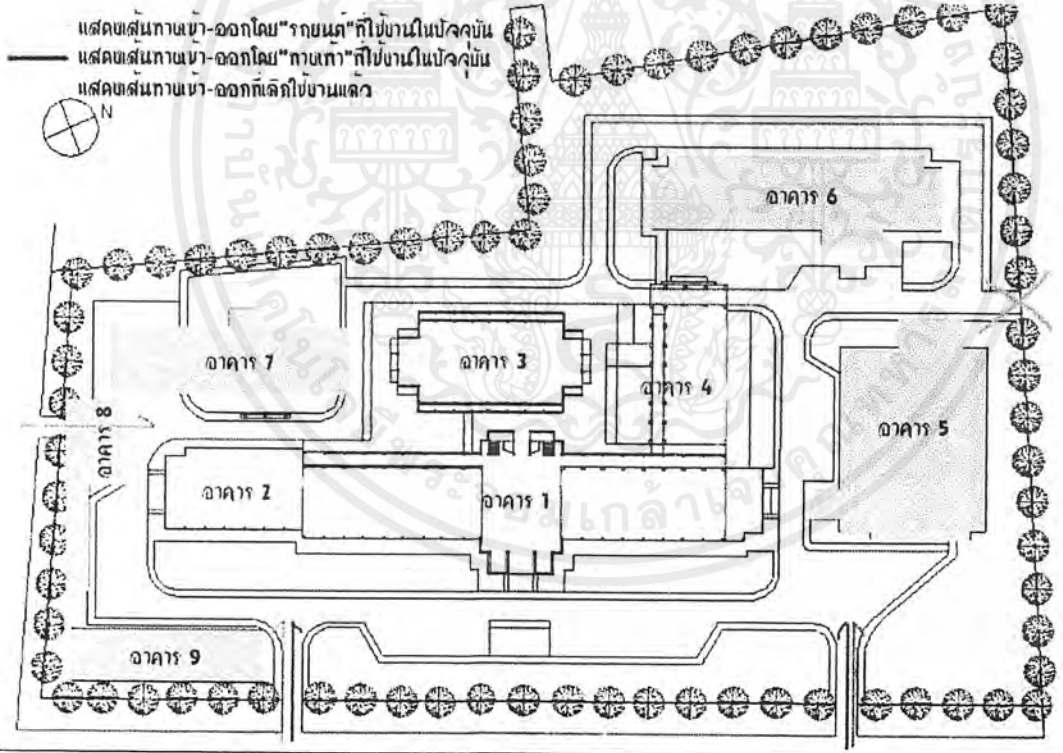 แสดงเส้นทางเข้า-ออกโดย"รถยนต์"ที่ใช้งานในปัจจุบัน
แสดงเส้นทางเข้า-ออกโดย"ทางเท้า"ที่ใช้งานในปัจจุบัน
แสดงเส้นทางเข้า-ออกที่เลิกใช้งานแล้ว
N
อาคาร 6
อาคาร 7
อาคาร 3
อาคาร 4
อาคาร 5
อาคาร 8
อาคาร 2
อาคาร 1
อาคาร 9